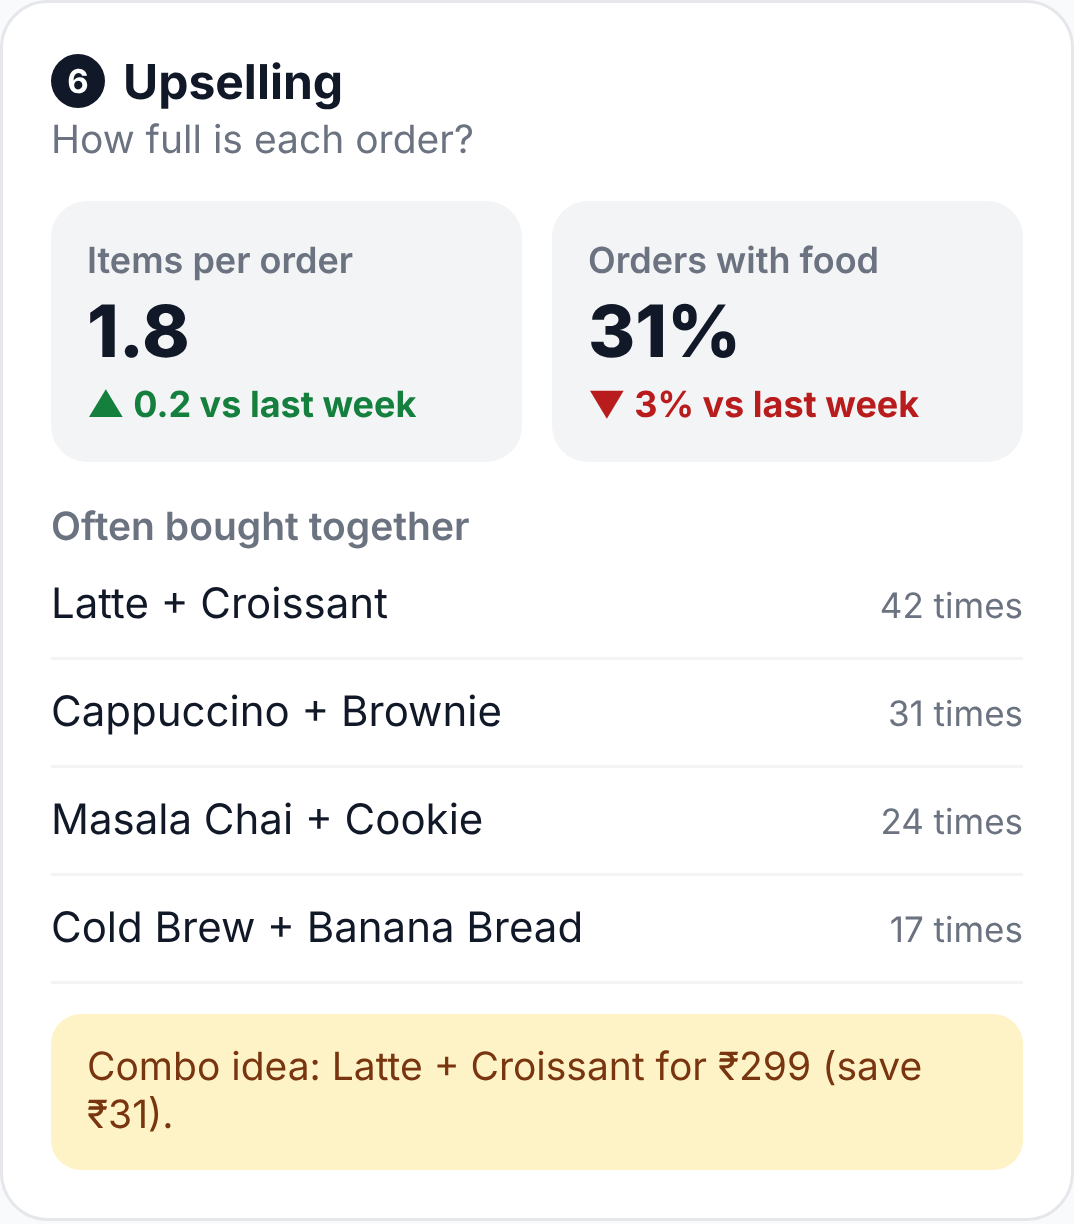 6 Upselling
How full is each order?
Items per order
1.8
▲ 0.2 vs last week
Orders with food
31%
▼ 3% vs last week
Often bought together
Latte + Croissant 42 times
Cappuccino + Brownie 31 times
Masala Chai + Cookie 24 times
Cold Brew + Banana Bread 17 times
Combo idea: Latte + Croissant for ₹299 (save
₹31).